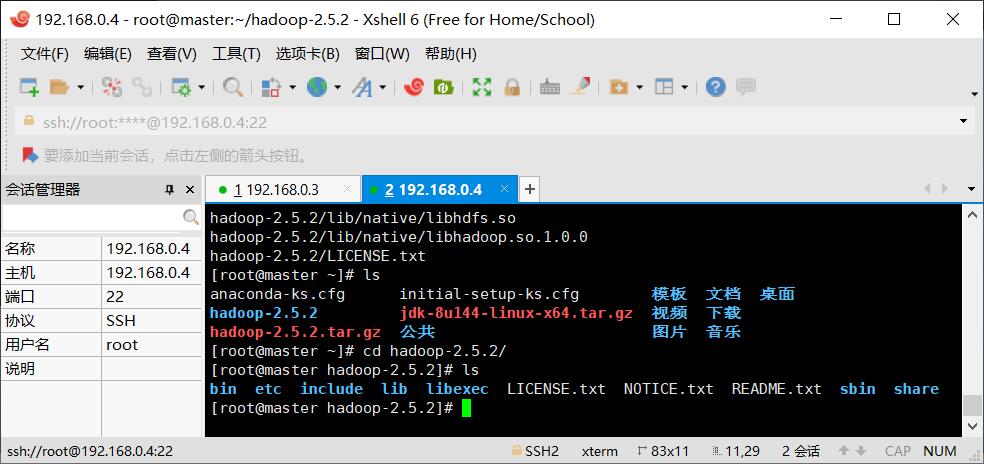 192.168.0.4 - root@master:~/hadoop-2.5.2 - Xshell 6 (Free for Home/School)
文件(F) 编辑(E) 查看(V) 工具(T) 选项卡(B) 窗口(W) 帮助(H)
ssh://root:****@192.168.0.4:22
要添加当前会话，点击左侧的箭头按钮。
会话管理器
1 192.168.0.3
2 192.168.0.4
名称 192.168.0.4
主机 192.168.0.4
端口 22
协议 SSH
用户名 root
说明
hadoop-2.5.2/lib/native/libhdfs.so
hadoop-2.5.2/lib/native/libhadoop.so.1.0.0
hadoop-2.5.2/LICENSE.txt
[root@master ~]# ls
anaconda-ks.cfg initial-setup-ks.cfg 模板 文档 桌面
hadoop-2.5.2 jdk-8u144-linux-x64.tar.gz 视频 下载
hadoop-2.5.2.tar.gz 公共 图片 音乐
[root@master ~]# cd hadoop-2.5.2/
[root@master hadoop-2.5.2]# ls
bin etc include lib libexec LICENSE.txt NOTICE.txt README.txt sbin share
[root@master hadoop-2.5.2]#
ssh://root@192.168.0.4:22 SSH2 xterm 83x11 11,29 2 会话 CAP NUM